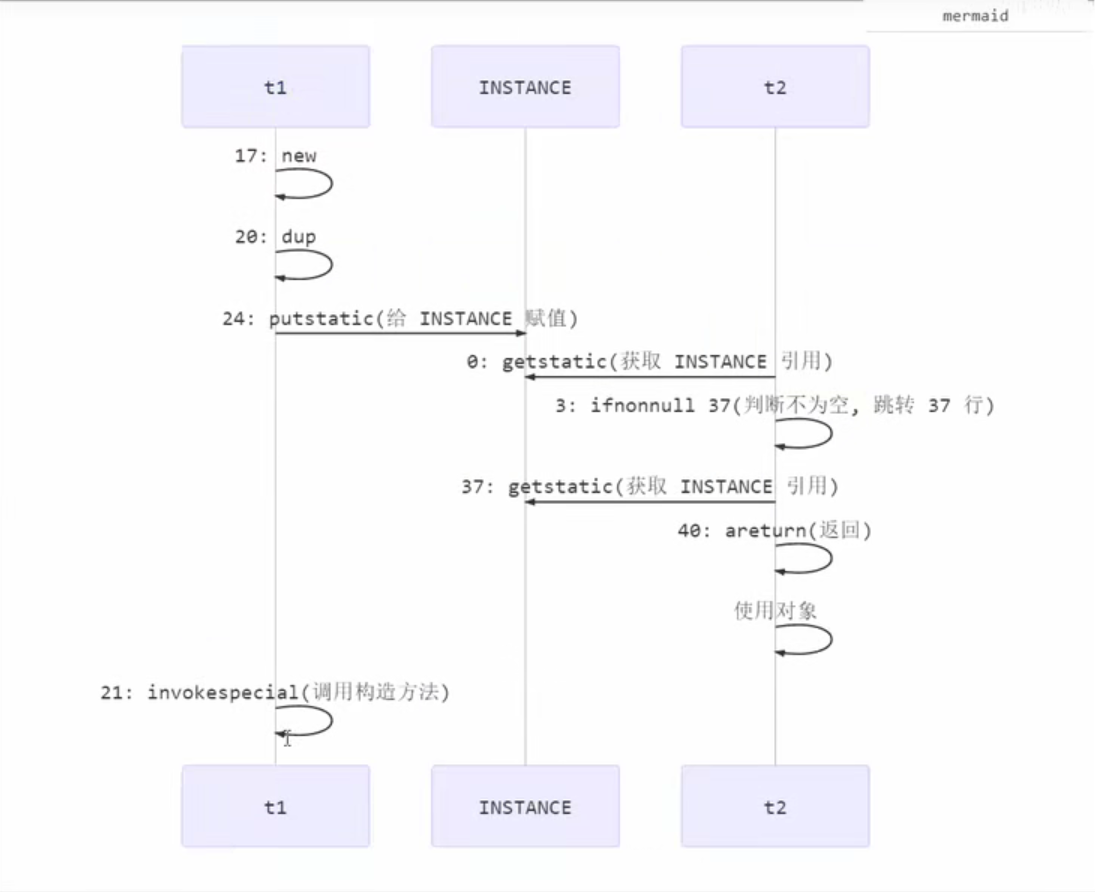 mermaid
t1
INSTANCE
t2
17: new
20: dup
24: putstatic(给 INSTANCE 赋值)
0: getstatic(获取 INSTANCE 引用)
3: ifnonnull 37(判断不为空, 跳转 37 行)
37: getstatic(获取 INSTANCE 引用)
40: areturn(返回)
使用对象
21: invokespecial(调用构造方法)
t1
INSTANCE
t2